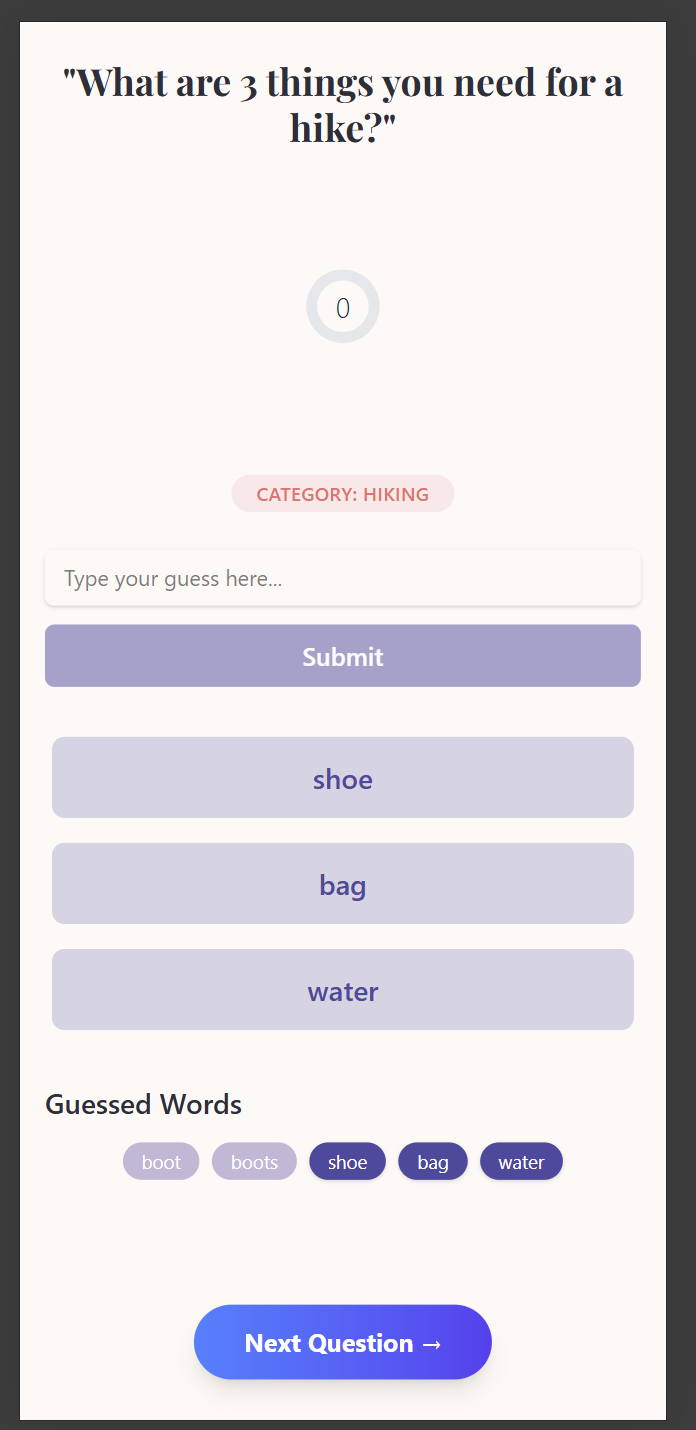 "What are 3 things you need for a
hike?"
0
CATEGORY: HIKING
Type your guess here...
Submit
shoe
bag
water
Guessed Words
boot boots shoe bag water
Next Question →